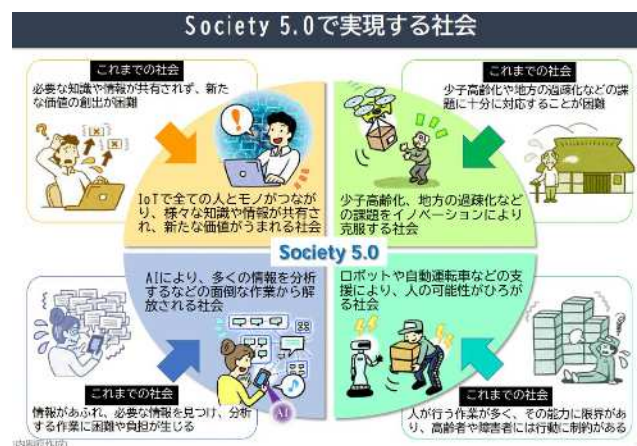 Society 5.0で実現する社会
これまでの社会
必要な知識や情報が共有されず、新た
な価値の創出が困難
IoTで全ての人とモノがつなが
り、様々な知識や情報が共有さ
れ、新たな価値がうまれる社会
これまでの社会
少子高齢化や地方の過疎化などの課
題に十分に対応することが困難
少子高齢化、地方の過疎化など
の課題をイノベーションにより
克服する社会
Society 5.0
AIにより、多くの情報を分析
するなどの面倒な作業から解
放される社会
AI
これまでの社会
情報があふれ、必要な情報を見つけ、分析
する作業に困難や負担が生じる
ロボットや自動運転車などの支
援により、人の可能性がひろが
る社会
これまでの社会
人が行う作業が多く、その能力に限界があ
り、高齢者や障害者には行動に制約がある